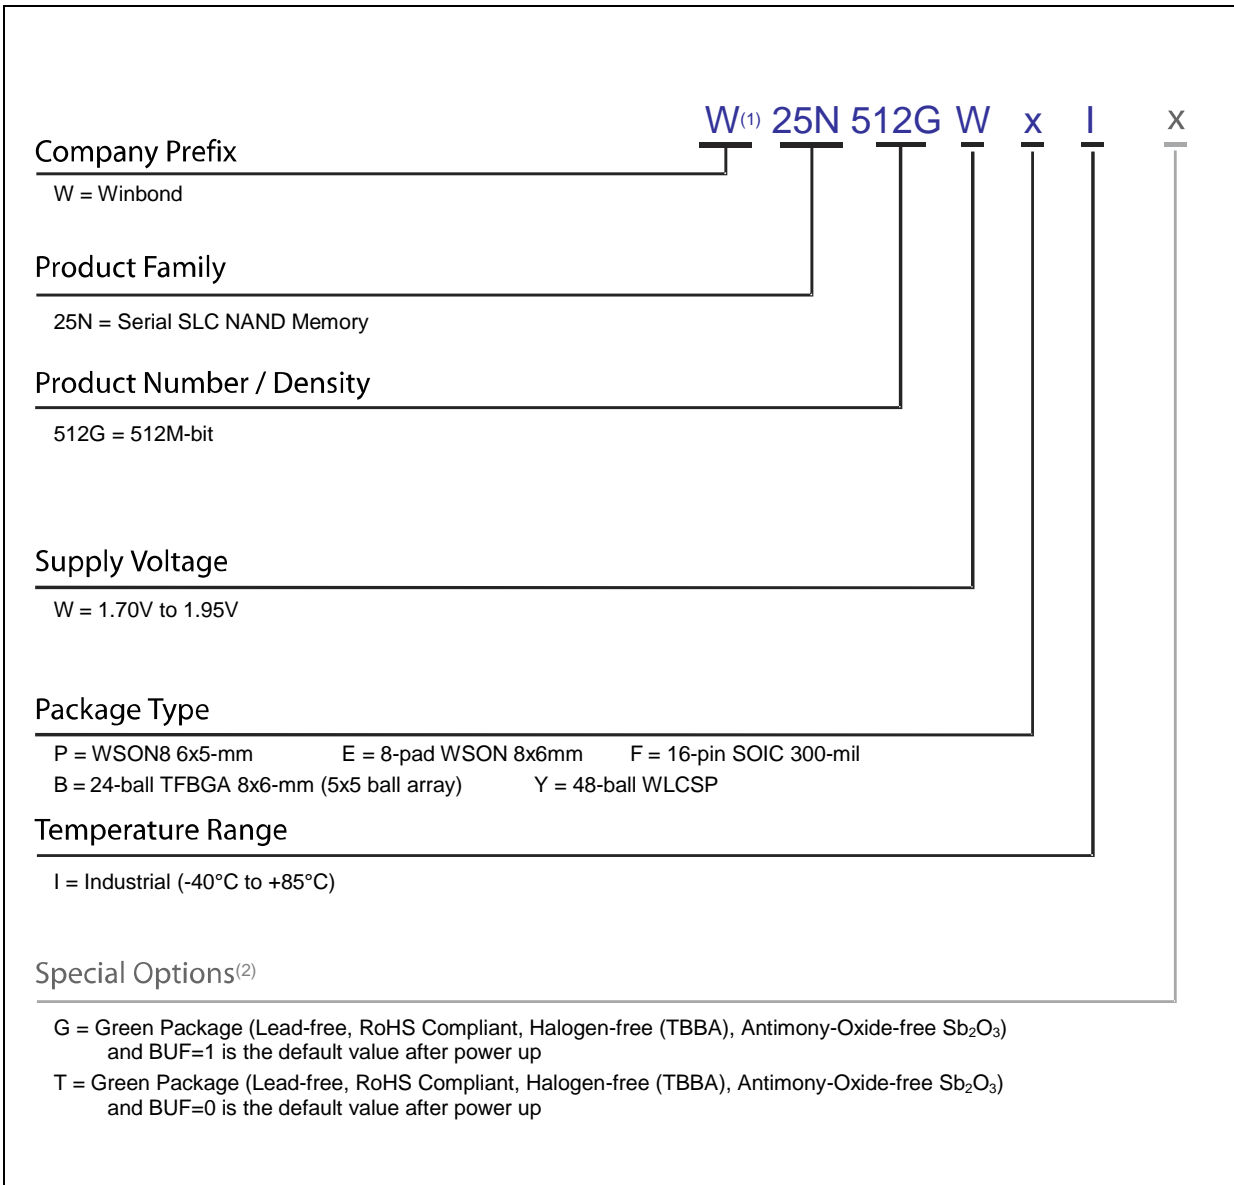 W(1) 25N 512G W x I x
Company Prefix
W = Winbond
Product Family
25N = Serial SLC NAND Memory
Product Number / Density
512G = 512M-bit
Supply Voltage
W = 1.70V to 1.95V
Package Type
P = WSON8 6x5-mm E = 8-pad WSON 8x6mm F = 16-pin SOIC 300-mil
B = 24-ball TFBGA 8x6-mm (5x5 ball array) Y = 48-ball WLCSP
Temperature Range
I = Industrial (-40°C to +85°C)
Special Options(2)
G = Green Package (Lead-free, RoHS Compliant, Halogen-free (TBBA), Antimony-Oxide-free Sb₂O₃)
and BUF=1 is the default value after power up
T = Green Package (Lead-free, RoHS Compliant, Halogen-free (TBBA), Antimony-Oxide-free Sb₂O₃)
and BUF=0 is the default value after power up